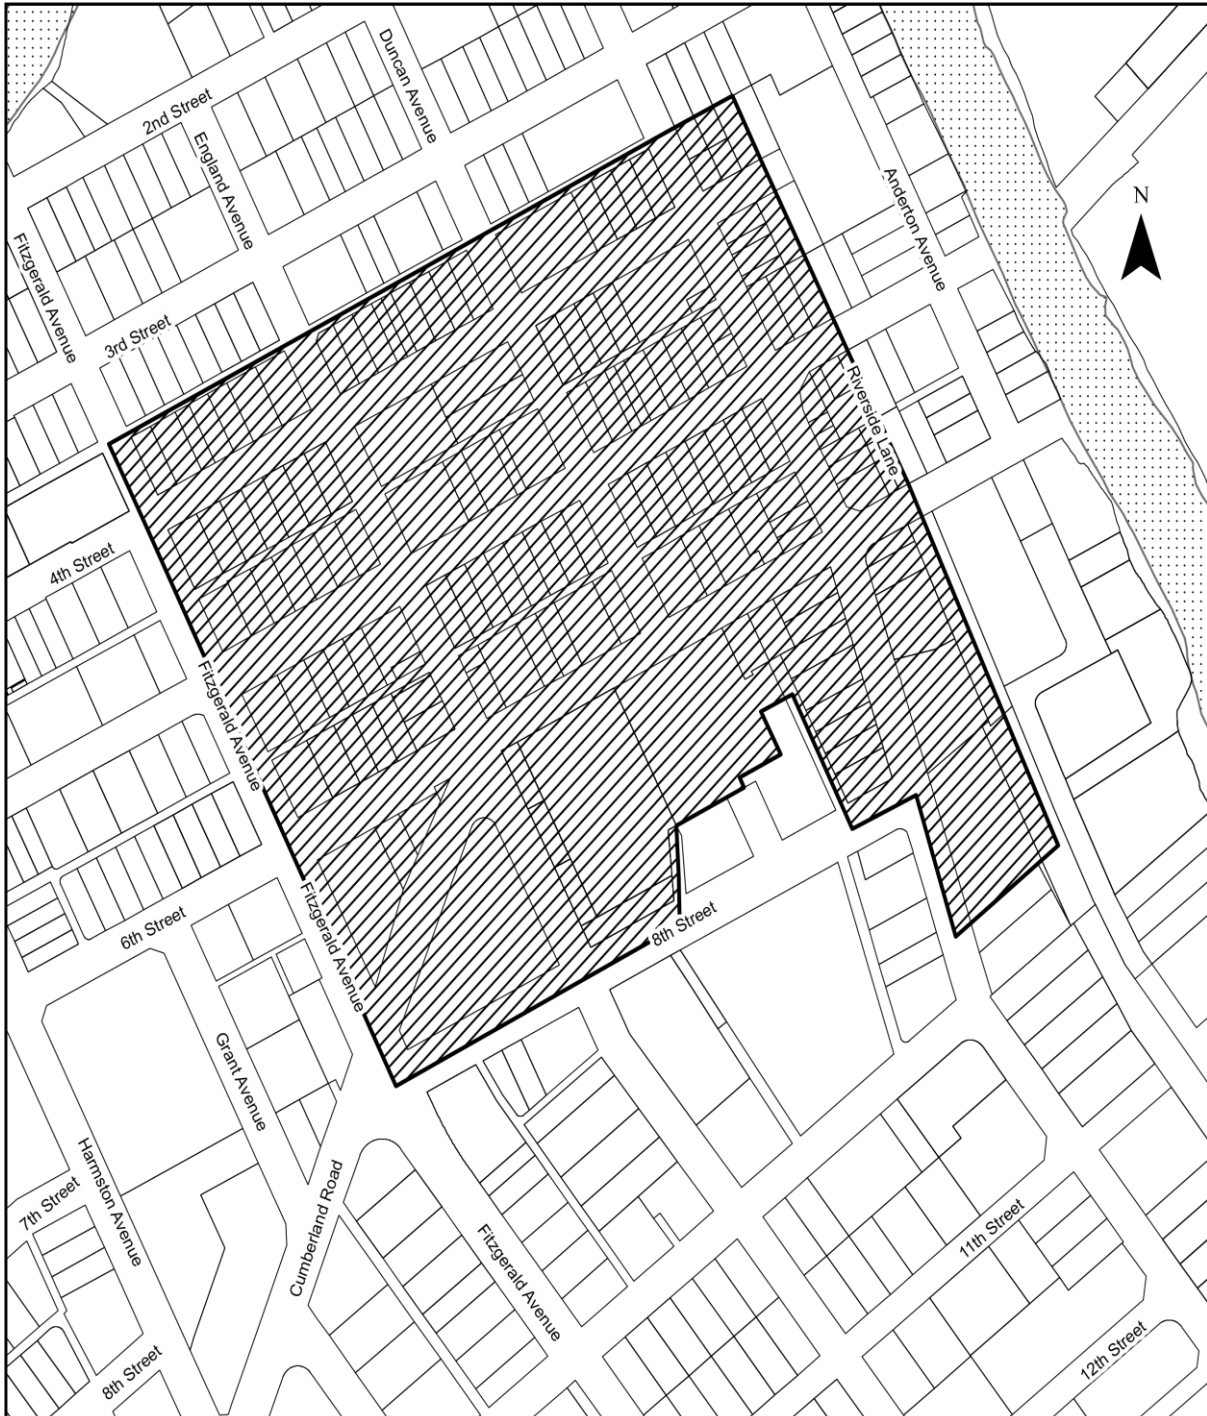 Duncan Avenue
2nd Street
England Avenue
Anderton Avenue
N
Fitzgerald Avenue
3rd Street
Riverside Lane
4th Street
Fitzgerald Avenue
6th Street
Fitzgerald Avenue
8th Street
Grant Avenue
Harmston Avenue
7th Street
Cumberland Road
Fitzgerald Avenue
11th Street
8th Street
12th Street